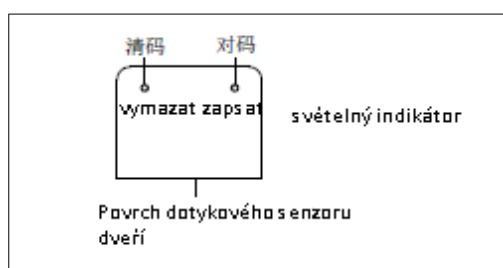 清码 对码
vymazat zapsat
světelný indikátor
Povrch dotykového senzoru
dveří